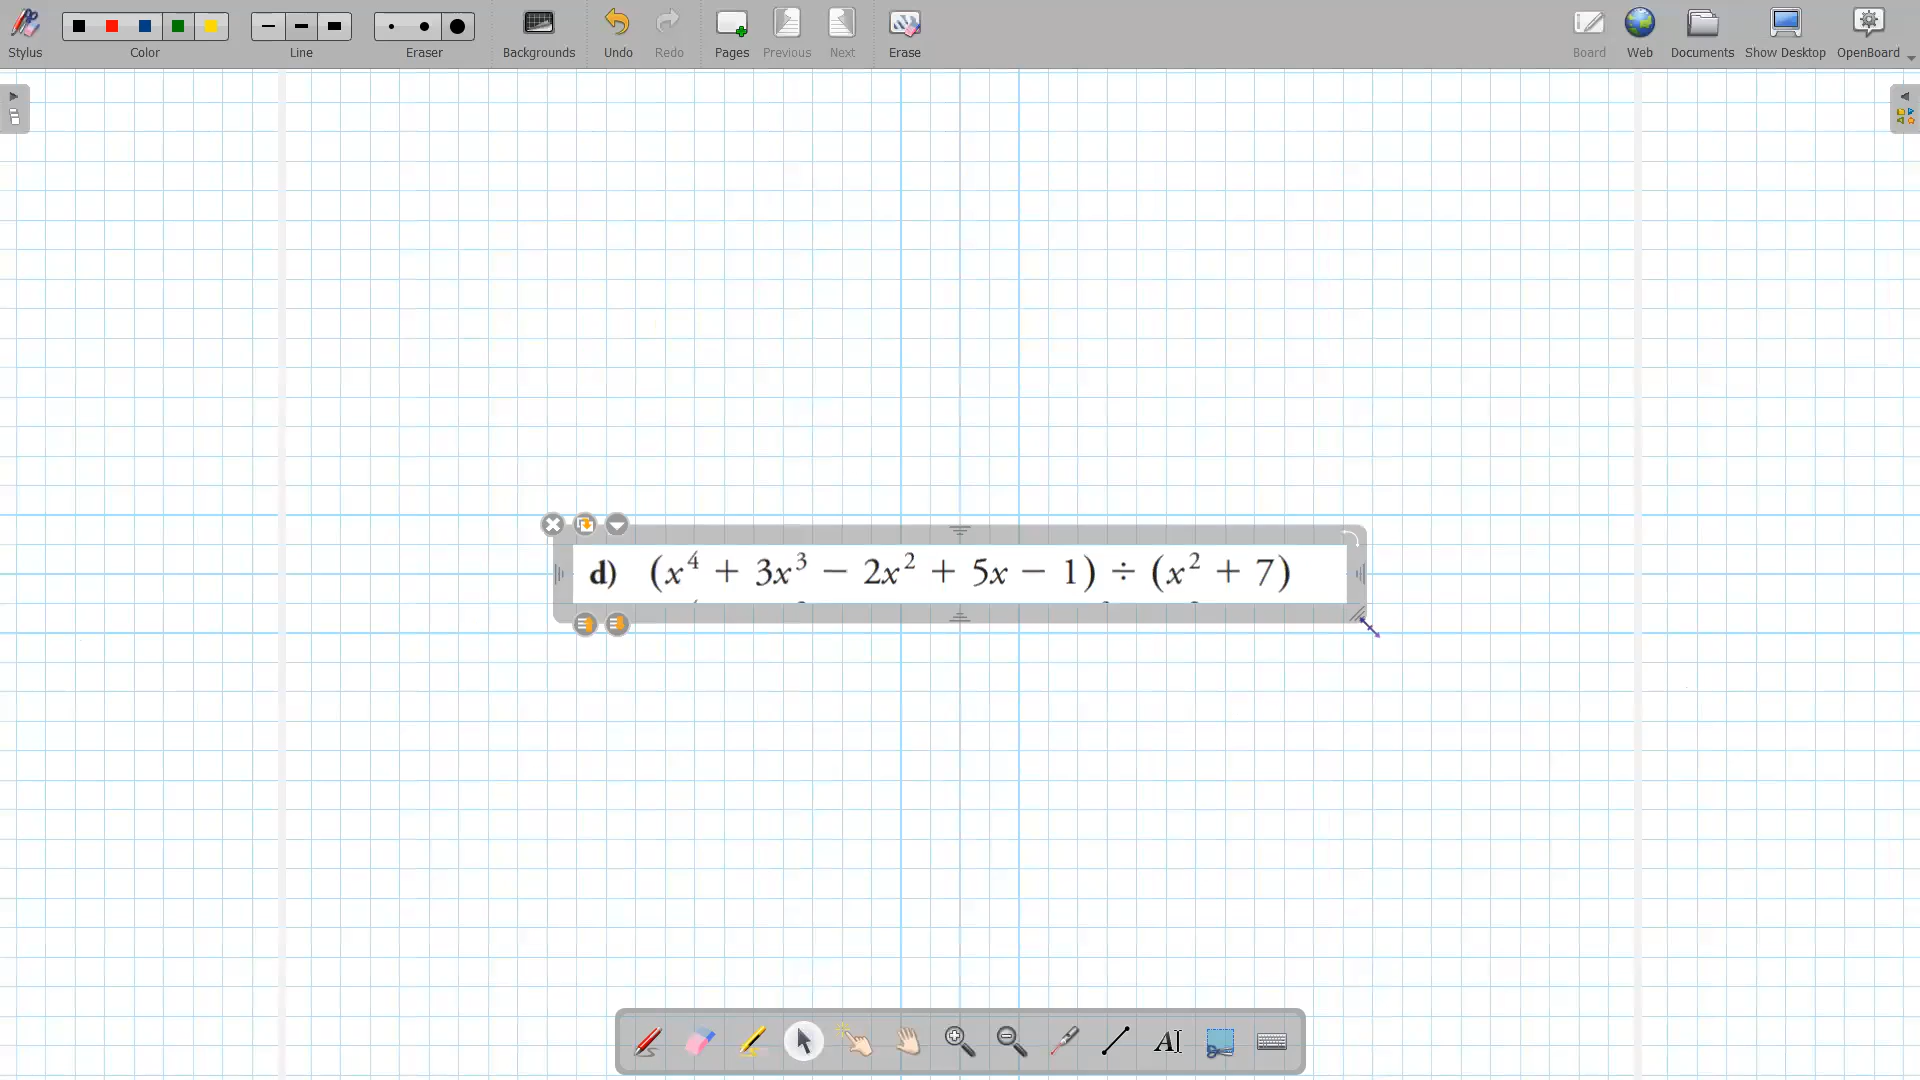 Stylus Color Line Eraser Backgrounds Undo Redo Pages Previous Next Erase Board Web Documents Show Desktop OpenBoard
d) (x⁴ + 3x³ − 2x² + 5x − 1) ÷ (x² + 7)